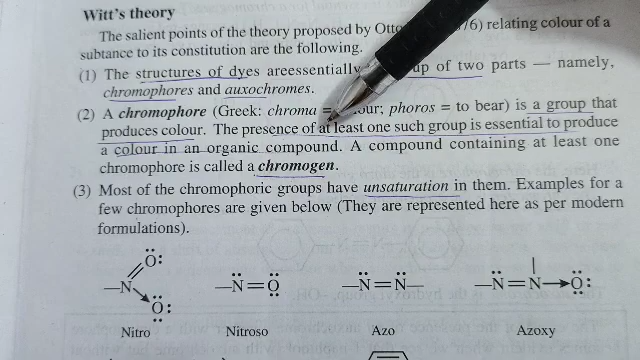 Witt's theory
The salient points of the theory proposed by Otto 76) relating colour of a
subtance to its constitution are the following.
(1) The structures of dyes areessentially up of two parts — namely,
chromophores and auxochromes.
(2) A chromophore (Greek: chroma = our; phoros = to bear) is a group that
produces colour. The presence of at least one such group is essential to produce
a colour in an organic compound. A compound containing at least one
chromophore is called a chromogen.
(3) Most of the chromophoric groups have unsaturation in them. Examples for a
few chromophores are given below (They are represented here as per modern
formulations).
—N Ö: Ö:
—N̈=Ö
—N̈=N̈—
—N̈=N→Ö:
Nitro Nitroso Azo Azoxy